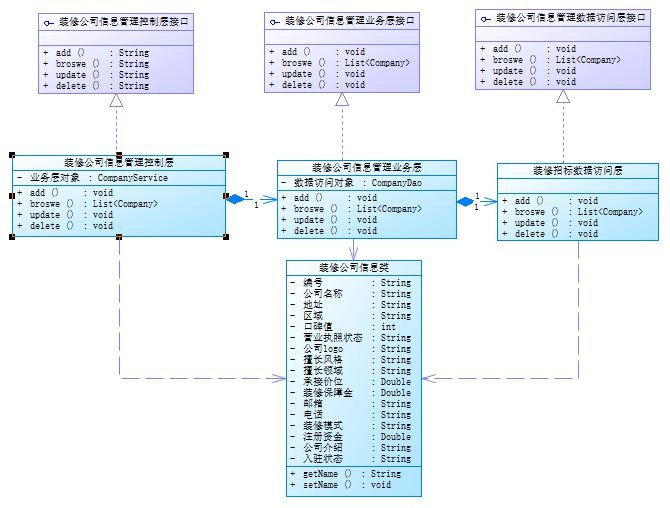 装修公司信息管理控制层接口
+ add () : String
+ broswe () : String
+ update () : String
+ delete () : String
装修公司信息管理业务层接口
+ add () : void
+ broswe () : List<Company>
+ update () : void
+ delete () : void
装修公司信息管理数据访问层接口
+ add () : void
+ broswe () : List<Company>
+ update () : void
+ delete () : void
装修公司信息管理控制层
- 业务层对象 : CompanyService
+ add () : void
+ broswe () : List<Company>
+ update () : void
+ delete () : void
1
1
装修公司信息管理业务层
- 数据访问对象 : CompanyDao
+ add () : void
+ broswe () : List<Company>
+ update () : void
+ delete () : void
1
1
装修招标数据访问层
+ add () : void
+ broswe () : List<Company>
+ update () : void
+ delete () : void
装修公司信息类
- 编号 : String
- 公司名称 : String
- 地址 : String
- 区域 : String
- 口碑值 : int
- 营业执照状态 : String
- 公司logo : String
- 擅长风格 : String
- 擅长领域 : String
- 承接价位 : Double
- 装修保障金 : Double
- 邮箱 : String
- 电话 : String
- 装修模式 : String
- 注册资金 : Double
- 公司介绍 : String
- 入驻状态 : String
+ getName () : String
+ setName () : void